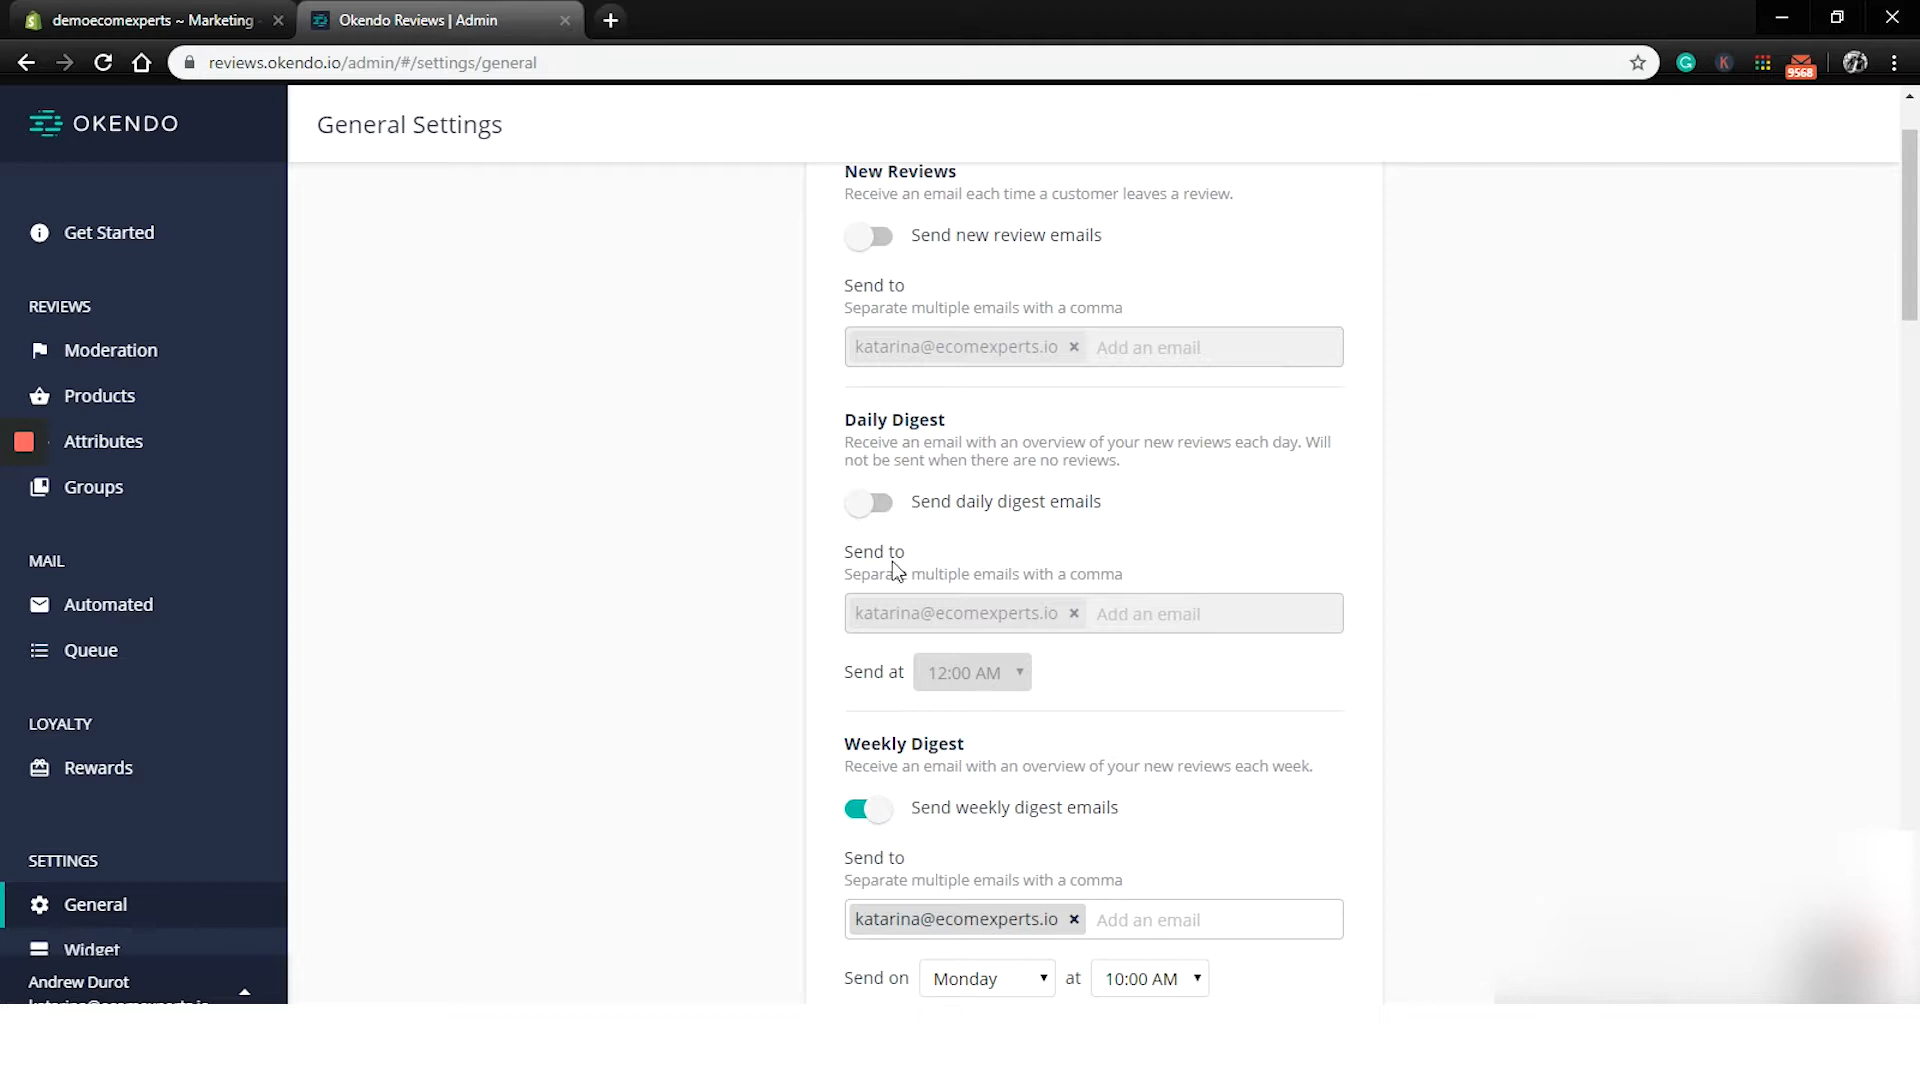 demoecomexperts ~ Marketing
Okendo Reviews | Admin
reviews.okendo.io/admin/#/settings/general
K
9568
OKENDO
General Settings
Get Started
REVIEWS
Moderation
Products
Attributes
Groups
MAIL
Automated
Queue
LOYALTY
Rewards
SETTINGS
General
Widget
Andrew Durot
katarina@ecomexperts.io
New Reviews
Receive an email each time a customer leaves a review.
Send new review emails
Send to
Separate multiple emails with a comma
katarina@ecomexperts.io × Add an email
Daily Digest
Receive an email with an overview of your new reviews each day. Will
not be sent when there are no reviews.
Send daily digest emails
Send to
Separate multiple emails with a comma
katarina@ecomexperts.io × Add an email
Send at 12:00 AM
Weekly Digest
Receive an email with an overview of your new reviews each week.
Send weekly digest emails
Send to
Separate multiple emails with a comma
katarina@ecomexperts.io × Add an email
Send on Monday at 10:00 AM